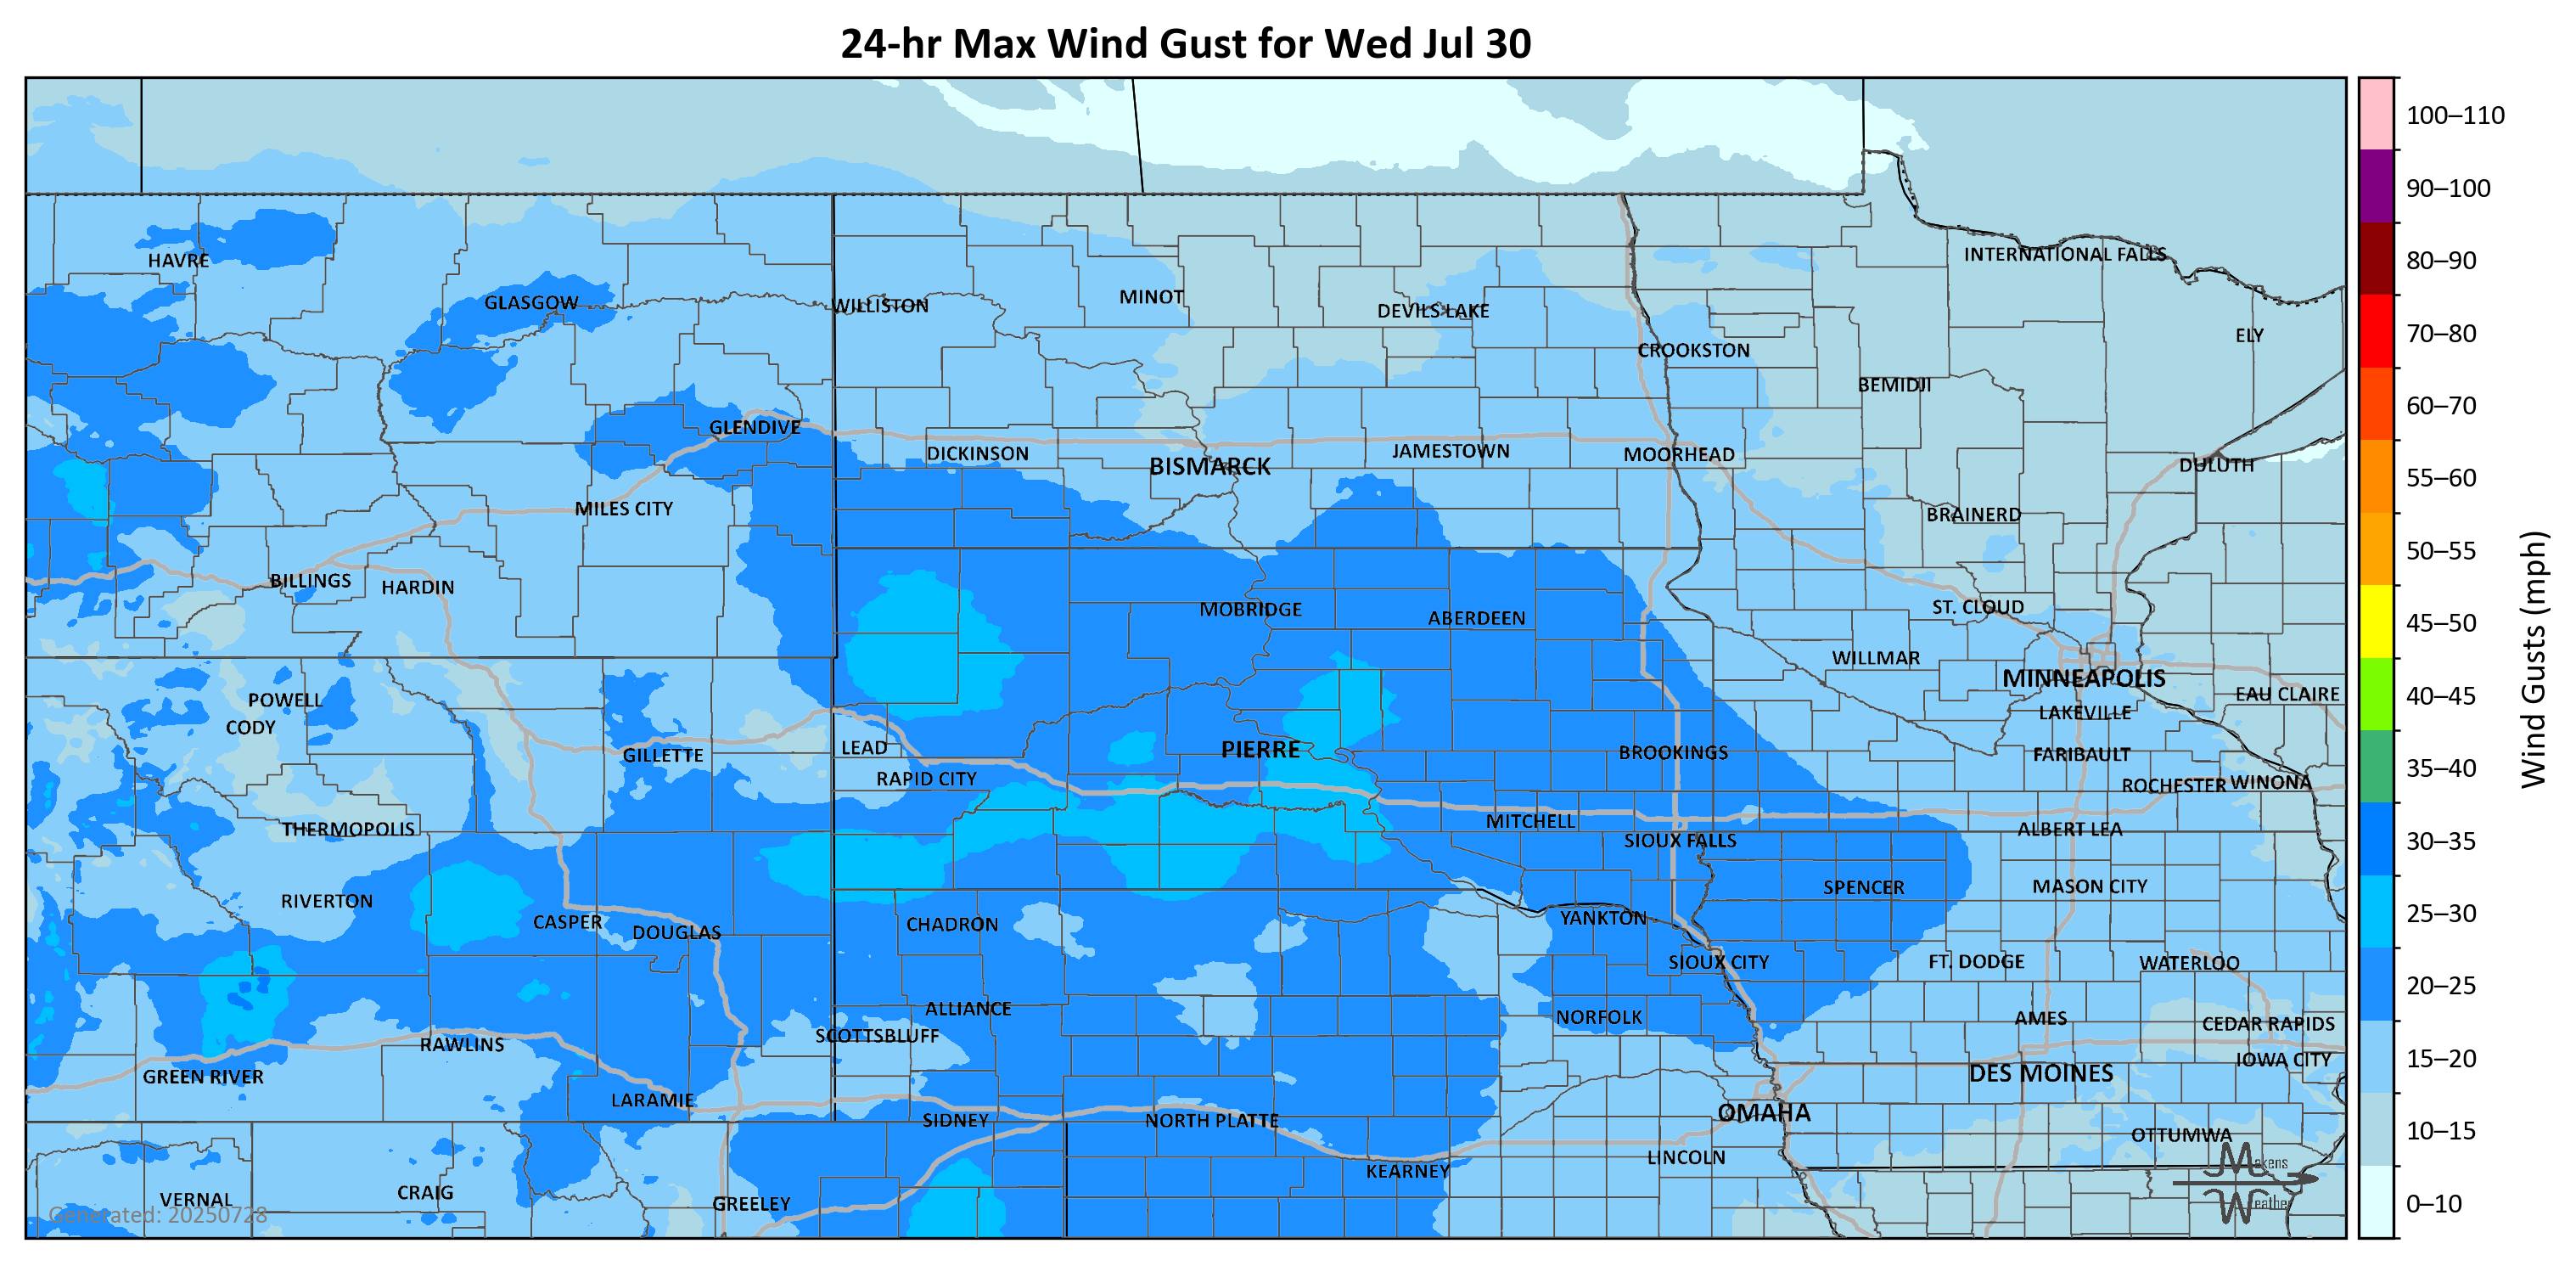 24-hr Max Wind Gust for Wed Jul 30
100–110
90–100
80–90
70–80
60–70
55–60
50–55
45–50
40–45
35–40
30–35
25–30
20–25
15–20
10–15
0–10
Wind Gusts (mph)
HAVRE
INTERNATIONAL FALLS
GLASGOW
WILLISTON
MINOT
DEVILS LAKE
ELY
CROOKSTON
BEMIDJI
GLENDIVE
DICKINSON
BISMARCK
JAMESTOWN
MOORHEAD
DULUTH
MILES CITY
BRAINERD
BILLINGS
HARDIN
MOBRIDGE
ABERDEEN
ST. CLOUD
WILLMAR
MINNEAPOLIS
POWELL
EAU CLAIRE
CODY
LAKEVILLE
GILLETTE
LEAD
PIERRE
BROOKINGS
FARIBAULT
RAPID CITY
ROCHESTER
WINONA
THERMOPOLIS
MITCHELL
SIOUX FALLS
ALBERT LEA
RIVERTON
SPENCER
MASON CITY
CASPER
DOUGLAS
CHADRON
YANKTON
SIOUX CITY
FT. DODGE
WATERLOO
ALLIANCE
NORFOLK
AMES
CEDAR RAPIDS
RAWLINS
SCOTTSBLUFF
IOWA CITY
GREEN RIVER
DES MOINES
LARAMIE
SIDNEY
NORTH PLATTE
OMAHA
OTTUMWA
KEARNEY
LINCOLN
VERNAL
CRAIG
GREELEY
Generated: 20250728
Makens
Weather